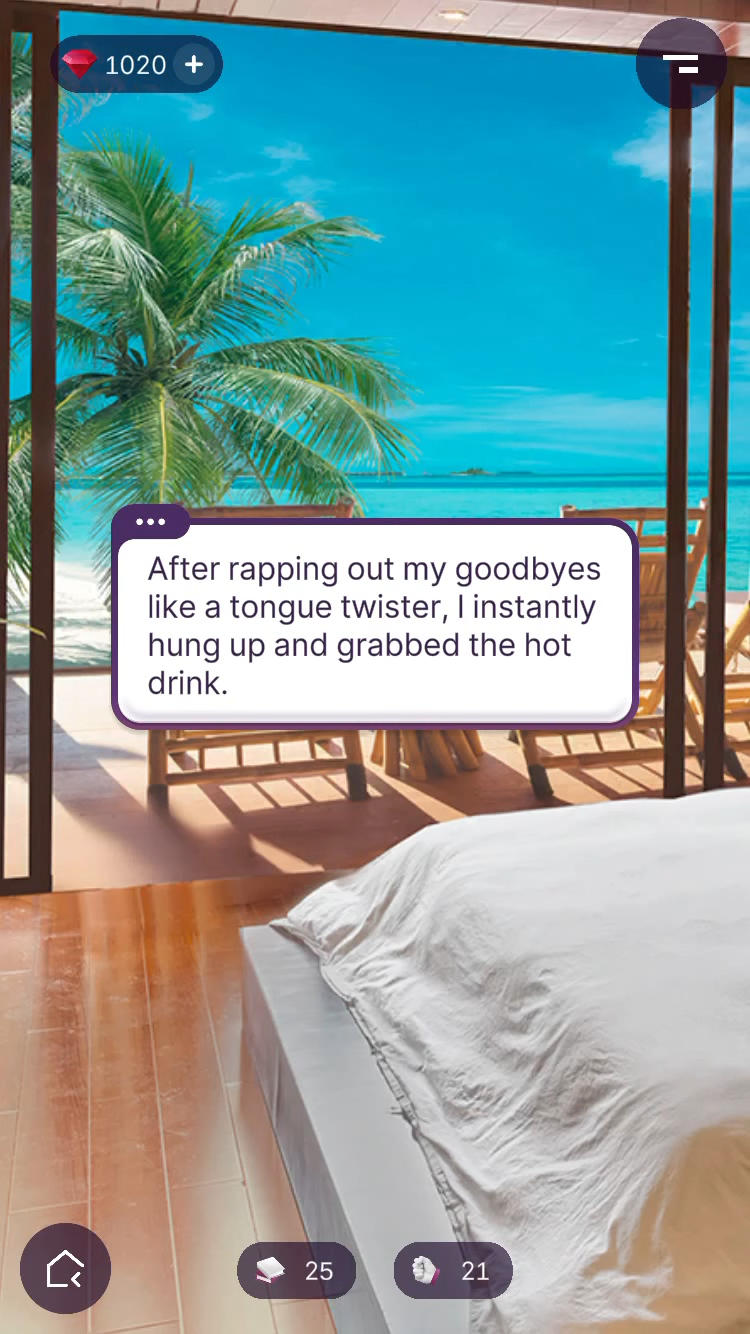 1020
After rapping out my goodbyes
like a tongue twister, I instantly
hung up and grabbed the hot
drink.
25
21